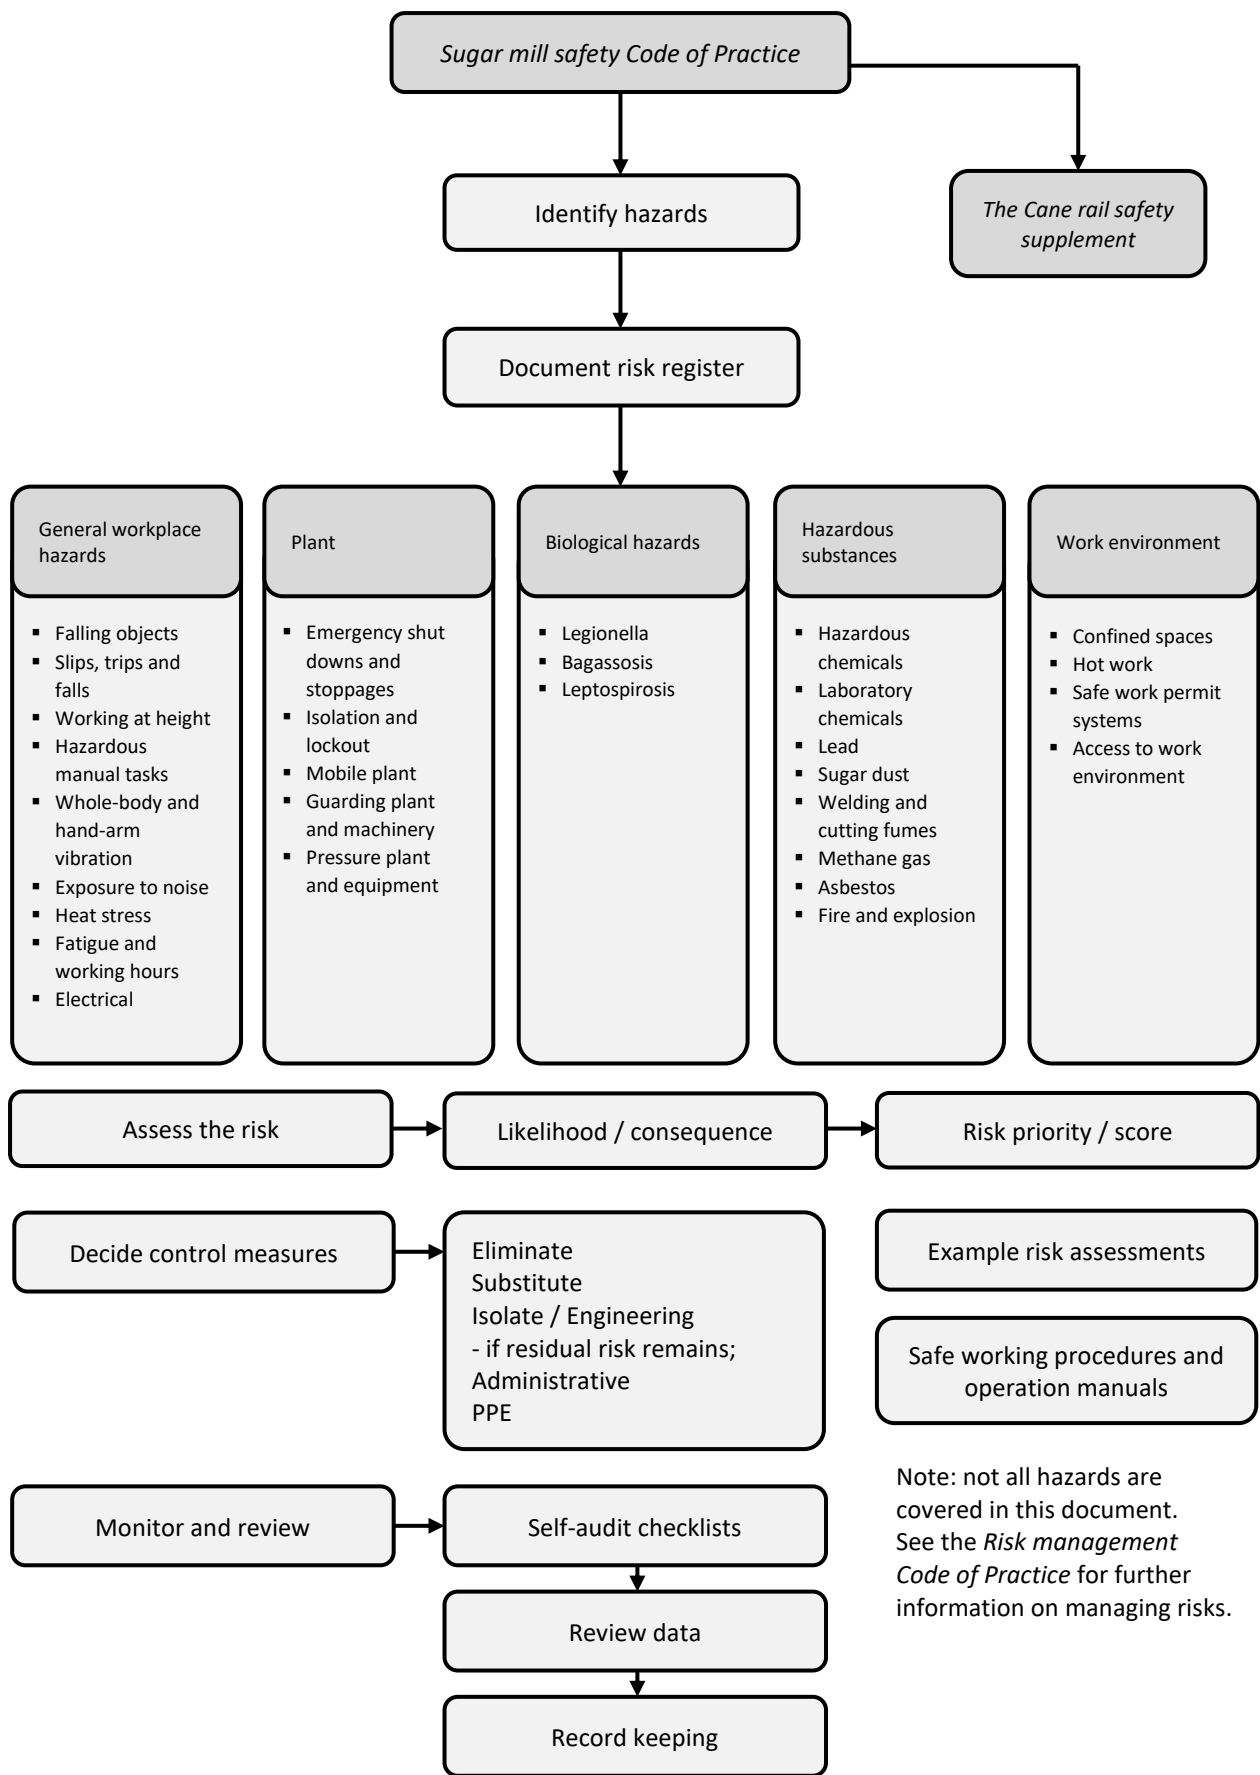 Sugar mill safety Code of Practice
Identify hazards
The Cane rail safety
supplement
Document risk register
General workplace
hazards
▪ Falling objects
▪ Slips, trips and
falls
▪ Working at height
▪ Hazardous
manual tasks
▪ Whole-body and
hand-arm
vibration
▪ Exposure to noise
▪ Heat stress
▪ Fatigue and
working hours
▪ Electrical
Plant
▪ Emergency shut
downs and
stoppages
▪ Isolation and
lockout
▪ Mobile plant
▪ Guarding plant
and machinery
▪ Pressure plant
and equipment
Biological hazards
▪ Legionella
▪ Bagassosis
▪ Leptospirosis
Hazardous
substances
▪ Hazardous
chemicals
▪ Laboratory
chemicals
▪ Lead
▪ Sugar dust
▪ Welding and
cutting fumes
▪ Methane gas
▪ Asbestos
▪ Fire and explosion
Work environment
▪ Confined spaces
▪ Hot work
▪ Safe work permit
systems
▪ Access to work
environment
Assess the risk
Likelihood / consequence
Risk priority / score
Decide control measures
Eliminate
Substitute
Isolate / Engineering
- if residual risk remains;
Administrative
PPE
Example risk assessments
Safe working procedures and
operation manuals
Monitor and review
Self-audit checklists
Review data
Record keeping
Note: not all hazards are
covered in this document.
See the Risk management
Code of Practice for further
information on managing risks.